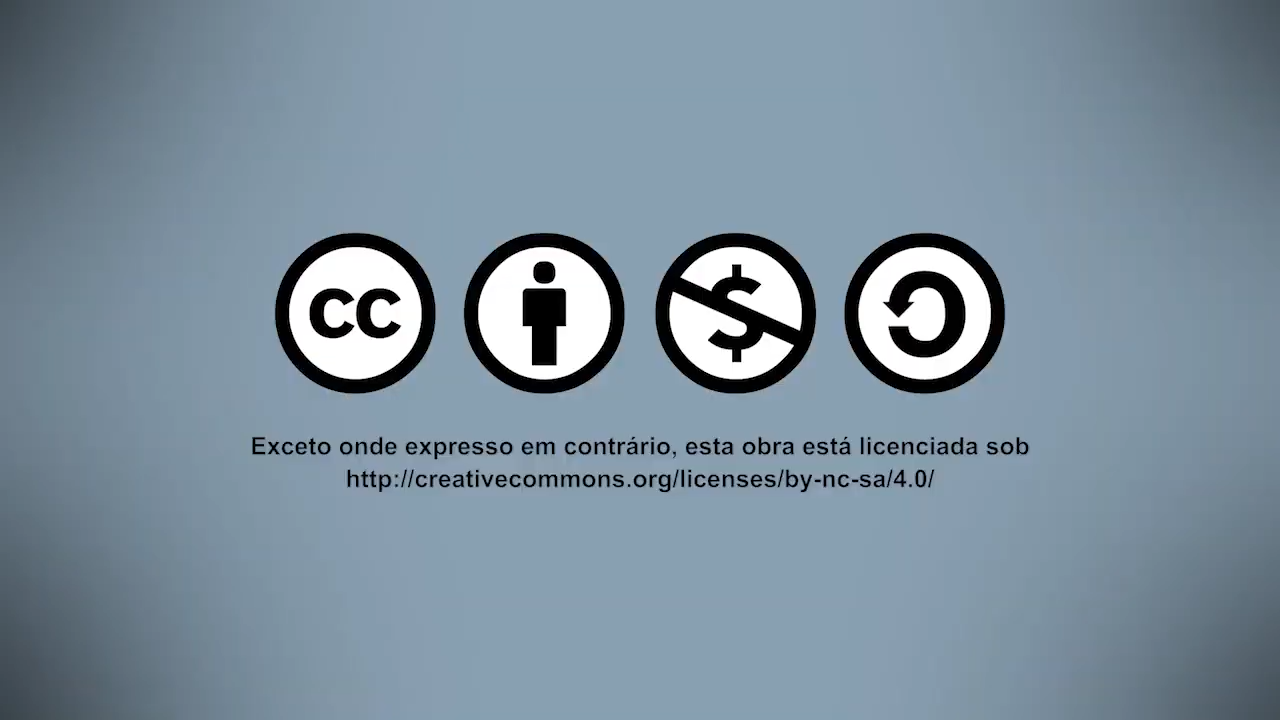 cc
Exceto onde expresso em contrário, esta obra está licenciada sob
http://creativecommons.org/licenses/by-nc-sa/4.0/